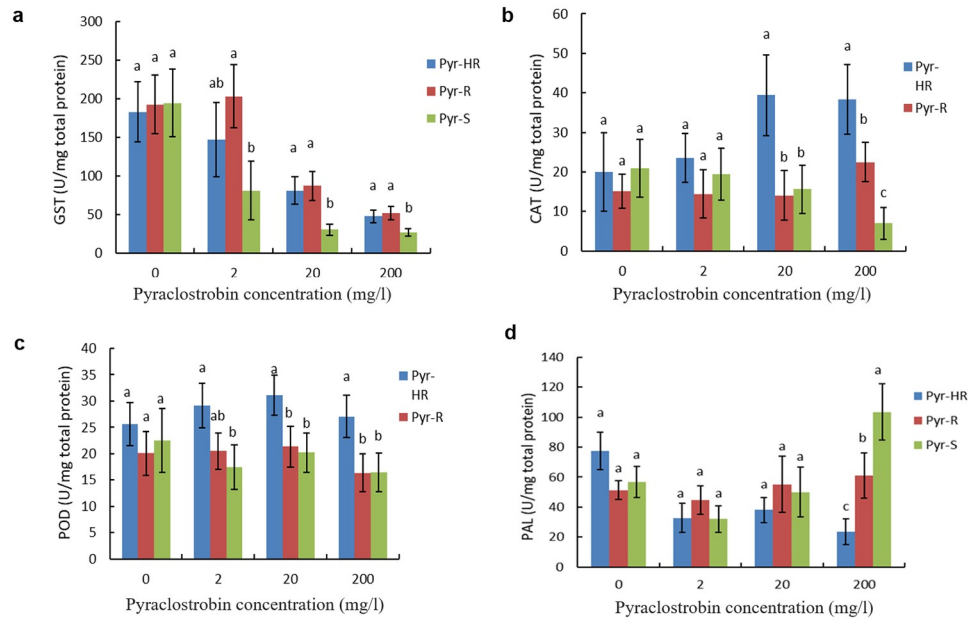 a
GST (U/mg total protein)
300
250
200
150
100
50
0
a a a
ab a b
a a b
a a b
0 2 20 200
Pyraclostrobin concentration (mg/l)
Pyr-HR
Pyr-R
Pyr-S
b
CAT (U/mg total protein)
60
50
40
30
20
10
0
a a a
a a a
a b b
a b c
0 2 20 200
Pyraclostrobin concentration (mg/l)
Pyr-
HR
Pyr-R
c
POD (U/mg total protein)
40
35
30
25
20
15
10
5
0
a a a
a ab b
a b b
a b b
0 2 20 200
Pyraclostrobin concentration (mg/l)
Pyr-
HR
Pyr-R
d
PAL (U/mg total protein)
140
120
100
80
60
40
20
0
a a a
a a a
a a a
c b a
0 2 20 200
Pyraclostrobin concentration (mg/l)
Pyr-HR
Pyr-R
Pyr-S